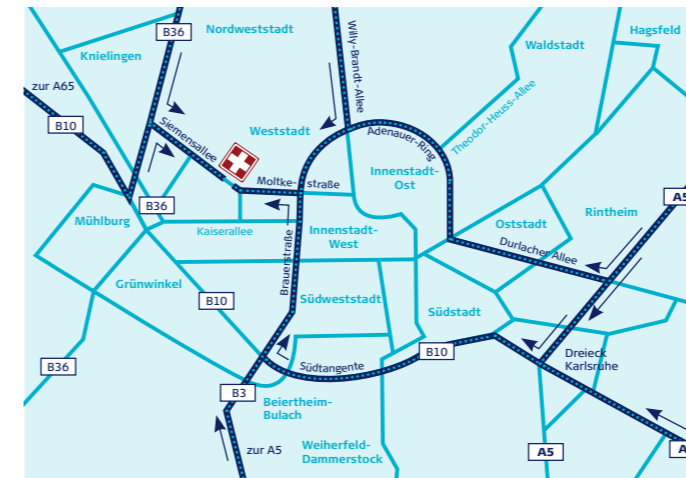 B36
Nordweststadt
Hagsfeld
Knielingen
Waldstadt
Willy-Brandt-Allee
zur A65
B10
Siemensallee
Weststadt
Adenauer-Ring
Theodor-Heuss-Allee
Innenstadt-
Ost
Moltke-
straße
A5
B36
Mühlburg
Kaiserallee
Innenstadt-
West
Oststadt
Rintheim
Durlacher Allee
Brauerstraße
Grünwinkel
B10
Südweststadt
Südstadt
B36
Südtangente
B10
Dreieck
Karlsruhe
B3
Beiertheim-
Bulach
zur A5
Weiherfeld-
Dammerstock
A5